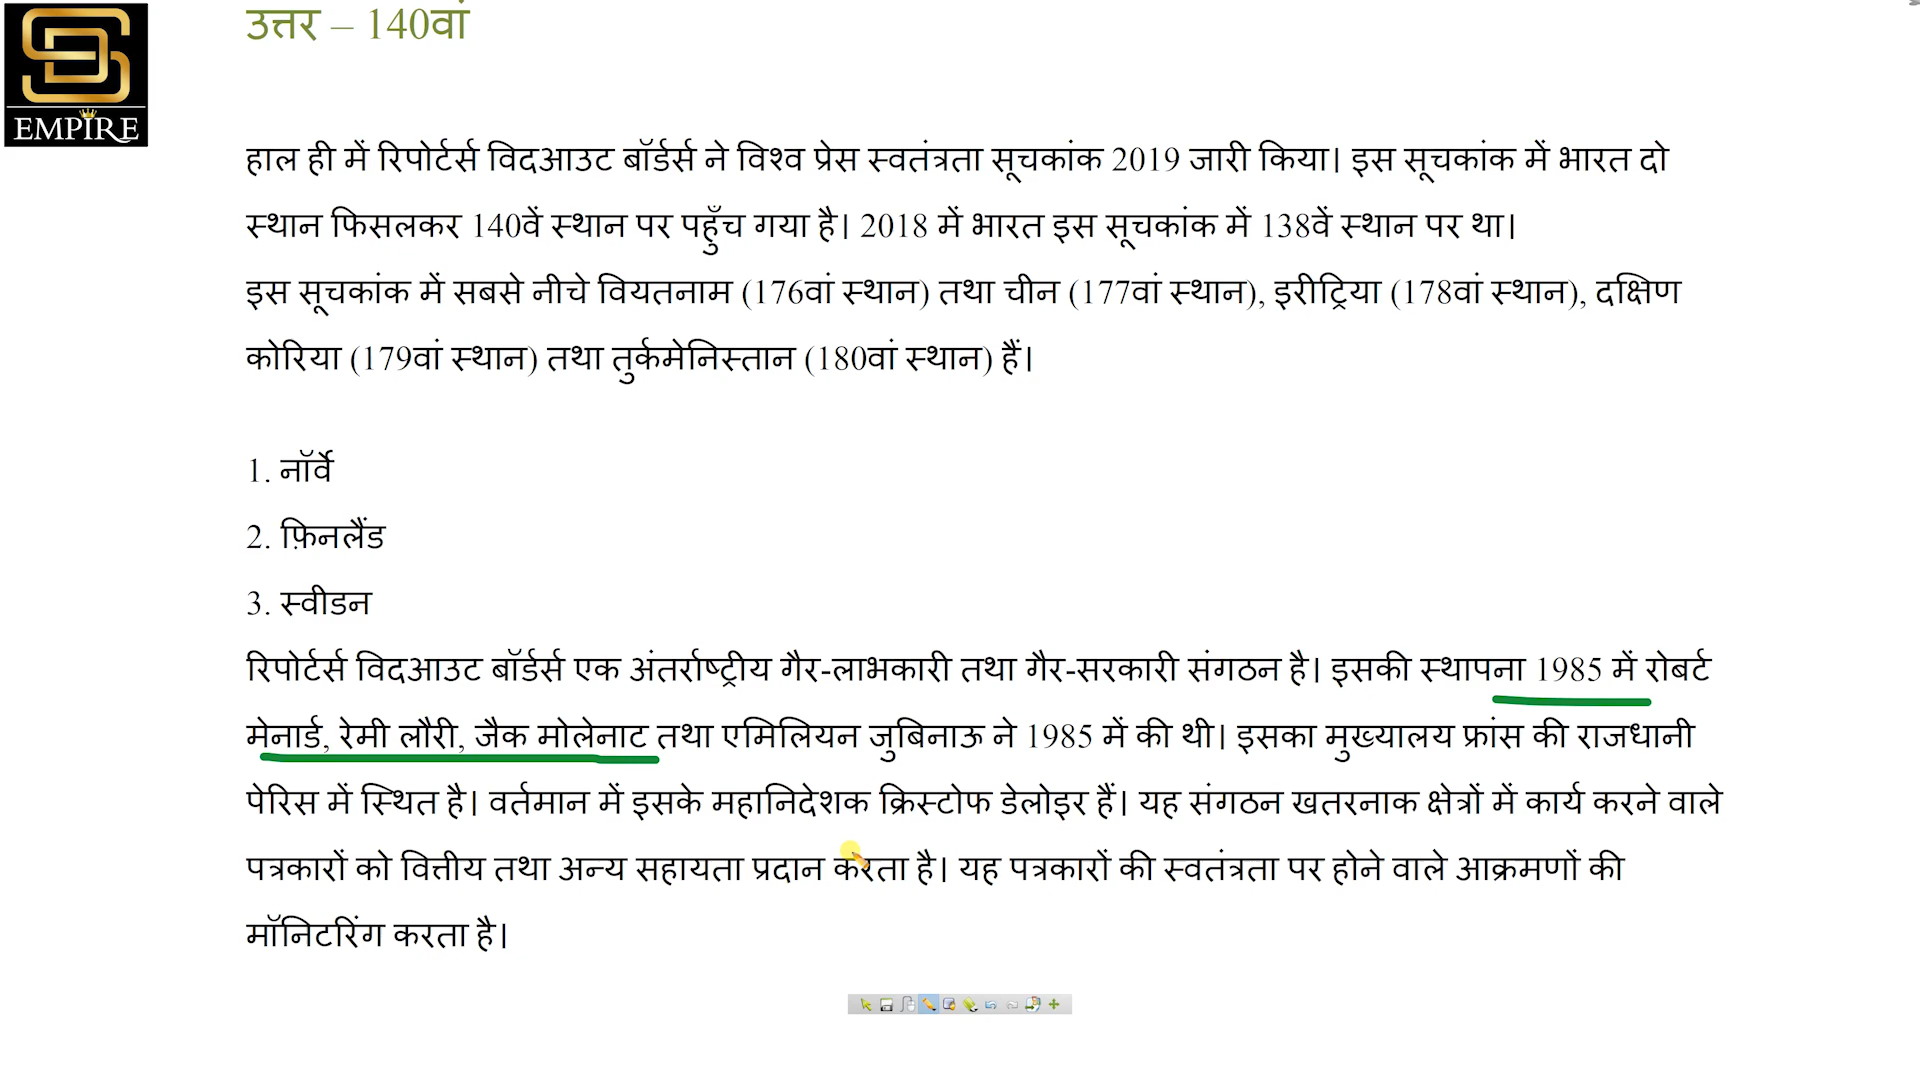 SD
EMPIRE
उत्तर – 140वां
हाल ही में रिपोर्टर्स विदआउट बॉर्डर्स ने विश्व प्रेस स्वतंत्रता सूचकांक 2019 जारी किया। इस सूचकांक में भारत दो
स्थान फिसलकर 140वें स्थान पर पहुँच गया है। 2018 में भारत इस सूचकांक में 138वें स्थान पर था।
इस सूचकांक में सबसे नीचे वियतनाम (176वां स्थान) तथा चीन (177वां स्थान), इरीट्रिया (178वां स्थान), दक्षिण
कोरिया (179वां स्थान) तथा तुर्कमेनिस्तान (180वां स्थान) हैं।
1. नॉर्वे
2. फ़िनलैंड
3. स्वीडन
रिपोर्टर्स विदआउट बॉर्डर्स एक अंतर्राष्ट्रीय गैर-लाभकारी तथा गैर-सरकारी संगठन है। इसकी स्थापना 1985 में रोबर्ट
मेनार्ड, रेमी लौरी, जैक मोलेनाट तथा एमिलियन जुबिनाऊ ने 1985 में की थी। इसका मुख्यालय फ्रांस की राजधानी
पेरिस में स्थित है। वर्तमान में इसके महानिदेशक क्रिस्टोफ डेलोइर हैं। यह संगठन खतरनाक क्षेत्रों में कार्य करने वाले
पत्रकारों को वित्तीय तथा अन्य सहायता प्रदान करता है। यह पत्रकारों की स्वतंत्रता पर होने वाले आक्रमणों की
मॉनिटरिंग करता है।